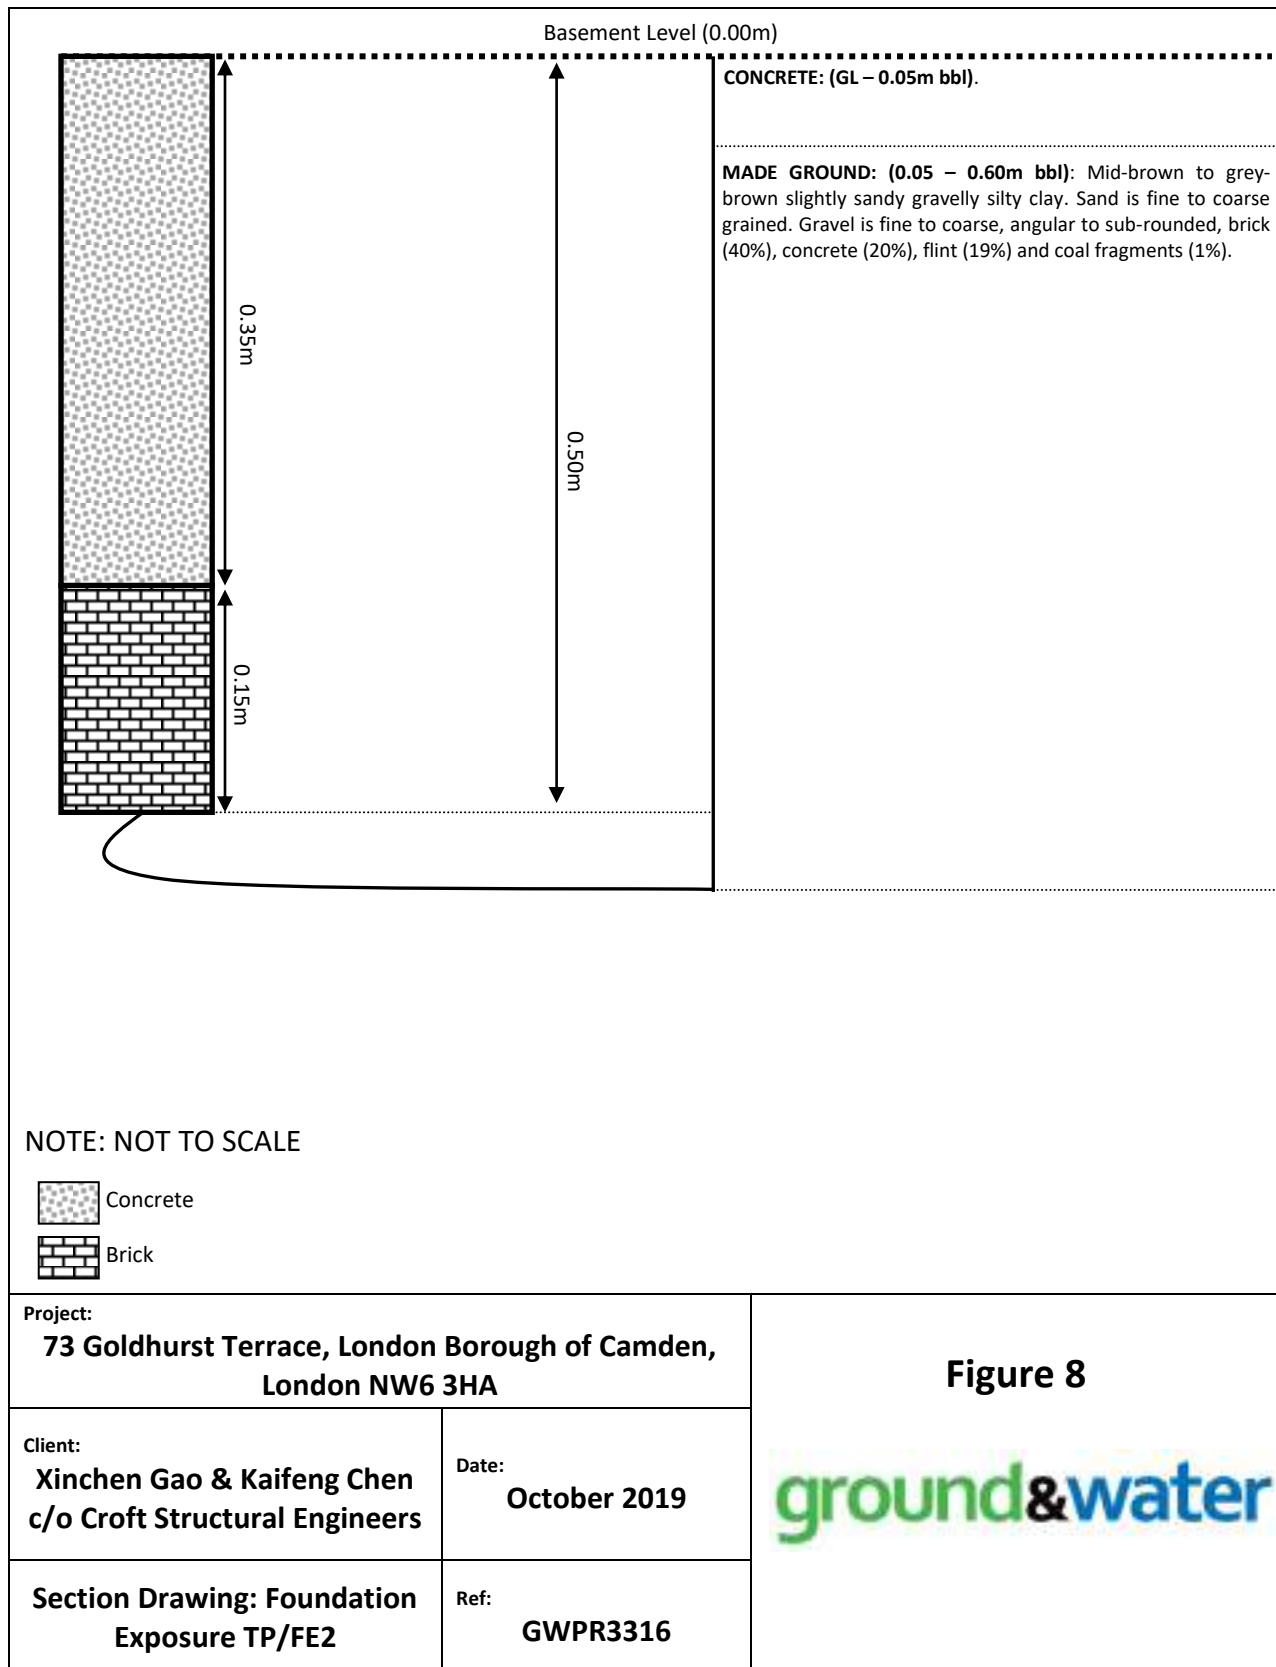 Basement Level (0.00m)
CONCRETE: (GL – 0.05m bbl).
MADE GROUND: (0.05 – 0.60m bbl): Mid-brown to grey-
brown slightly sandy gravelly silty clay. Sand is fine to coarse
grained. Gravel is fine to coarse, angular to sub-rounded, brick
(40%), concrete (20%), flint (19%) and coal fragments (1%).
0.35m
0.50m
0.15m
NOTE: NOT TO SCALE
Concrete
Brick
Project:
73 Goldhurst Terrace, London Borough of Camden,
London NW6 3HA
Figure 8
Client:
Xinchen Gao & Kaifeng Chen
c/o Croft Structural Engineers
Date:
October 2019
ground&water
Section Drawing: Foundation
Exposure TP/FE2
Ref:
GWPR3316